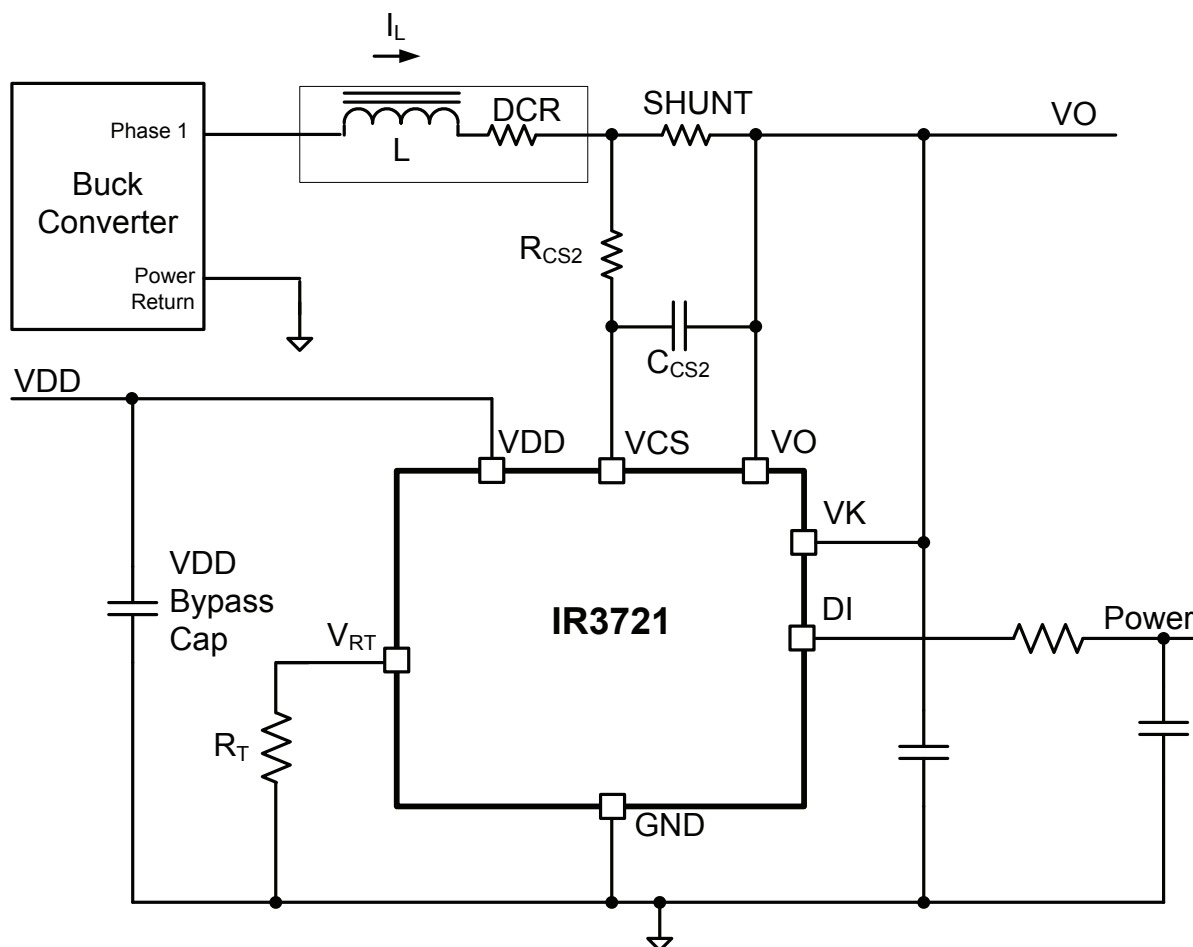 I_L
DCR
SHUNT
VO
Phase 1
L
Buck
Converter
R_CS2
Power
Return
C_CS2
VDD
VDD
VCS
VO
VK
VDD
Bypass
Cap
IR3721
DI
Power
V_RT
R_T
GND